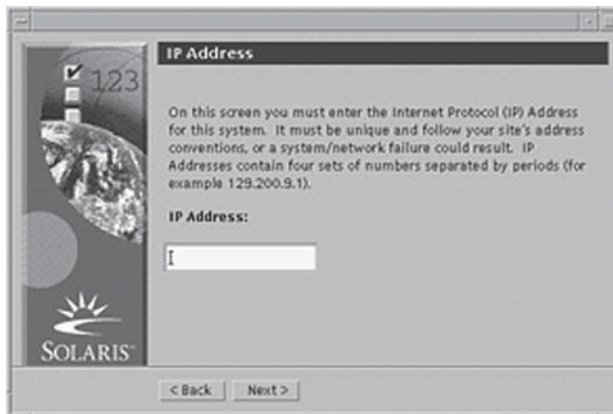 IP Address
123
On this screen you must enter the Internet Protocol (IP) Address
for this system. It must be unique and follow your site's address
conventions, or a system/network failure could result. IP
Addresses contain four sets of numbers separated by periods (for
example 129.200.9.1).
IP Address:
SOLARIS™
< Back
Next >